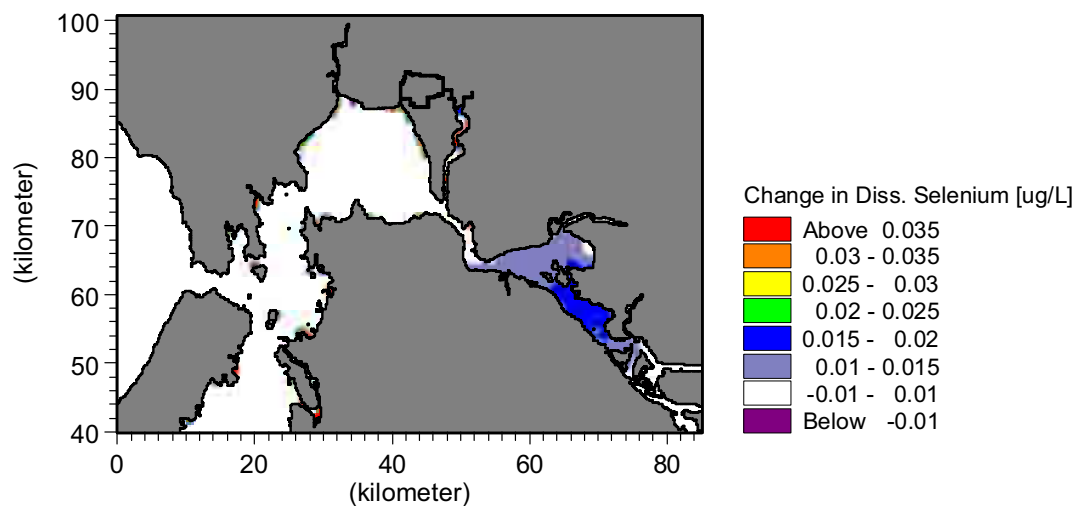 100
90
80
70
60
50
40
(kilometer)
0 20 40 60 80
(kilometer)
Change in Diss. Selenium [ug/L]
Above 0.035
0.03 - 0.035
0.025 - 0.03
0.02 - 0.025
0.015 - 0.02
0.01 - 0.015
-0.01 - 0.01
Below -0.01